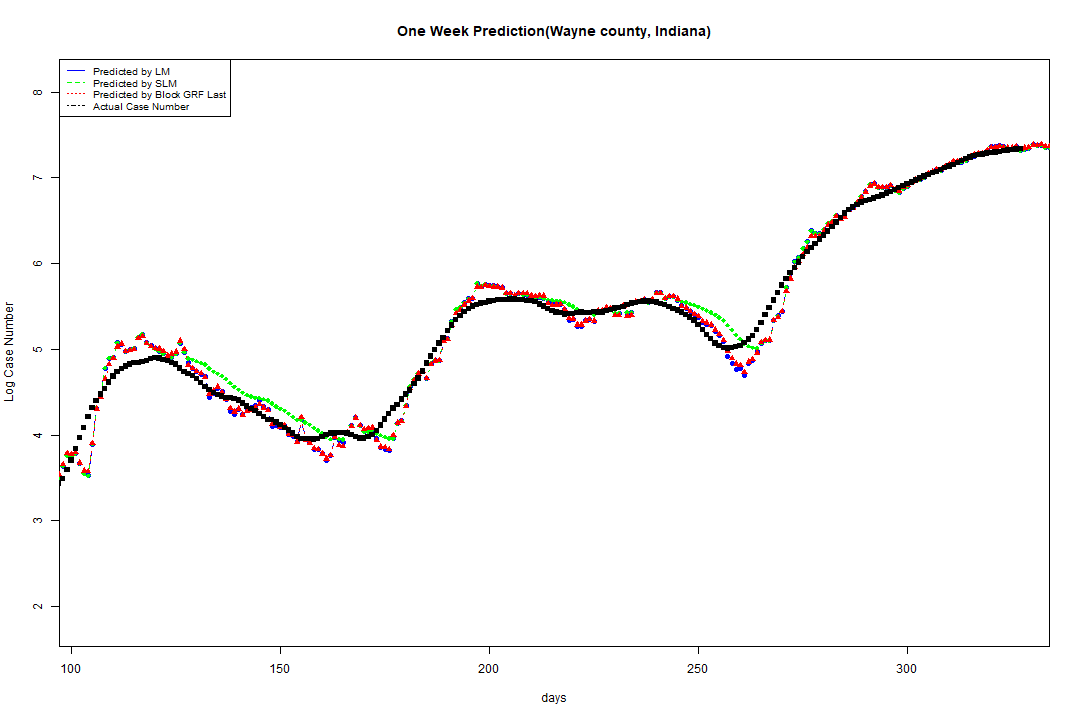 One Week Prediction(Wayne county, Indiana)
Predicted by LM
Predicted by SLM
Predicted by Block GRF Last
Actual Case Number
8
7
6
5
4
3
2
Log Case Number
100 150 200 250 300
days